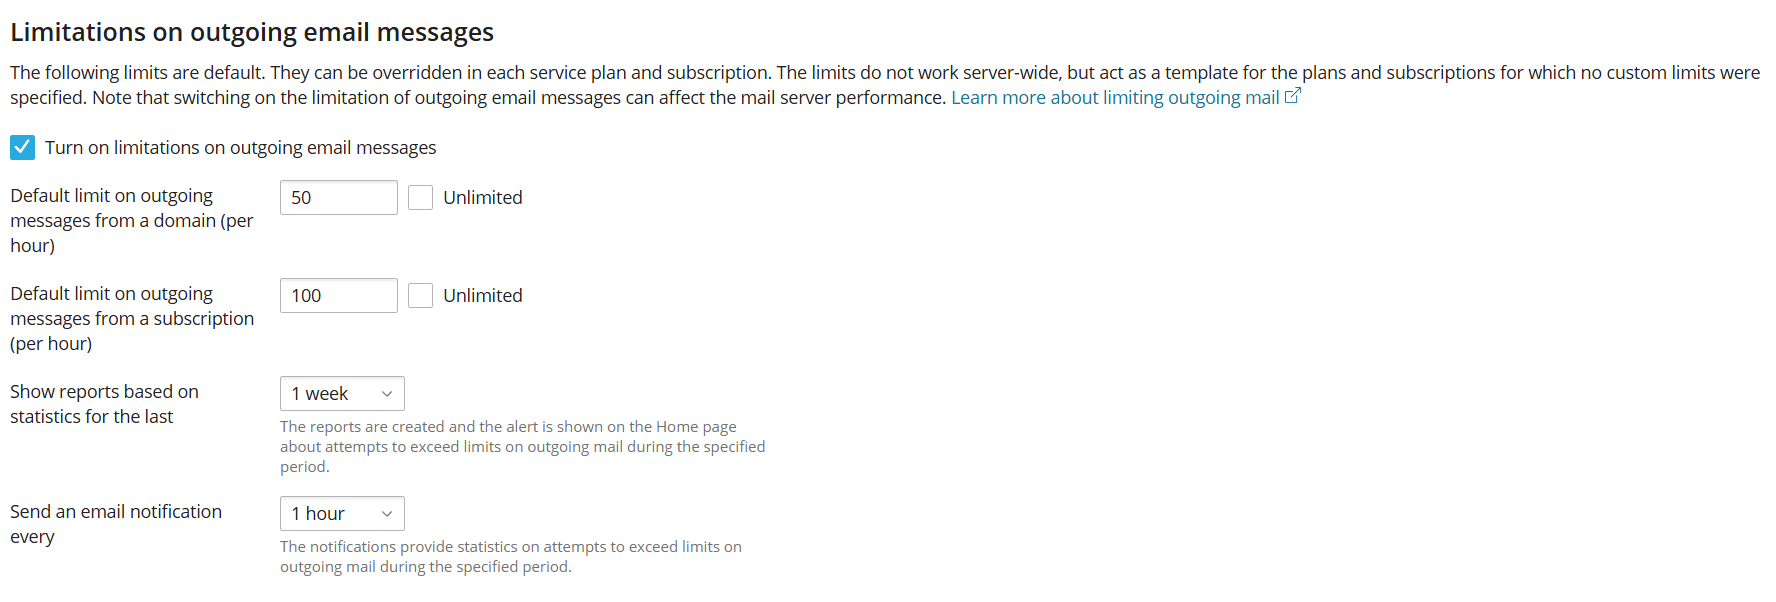 Limitations on outgoing email messages
The following limits are default. They can be overridden in each service plan and subscription. The limits do not work server-wide, but act as a template for the plans and subscriptions for which no custom limits were
specified. Note that switching on the limitation of outgoing email messages can affect the mail server performance. Learn more about limiting outgoing mail
Turn on limitations on outgoing email messages
Default limit on outgoing
messages from a domain (per
hour)
50
Unlimited
Default limit on outgoing
messages from a subscription
(per hour)
100
Unlimited
Show reports based on
statistics for the last
1 week
The reports are created and the alert is shown on the Home page
about attempts to exceed limits on outgoing mail during the specified
period.
Send an email notification
every
1 hour
The notifications provide statistics on attempts to exceed limits on
outgoing mail during the specified period.